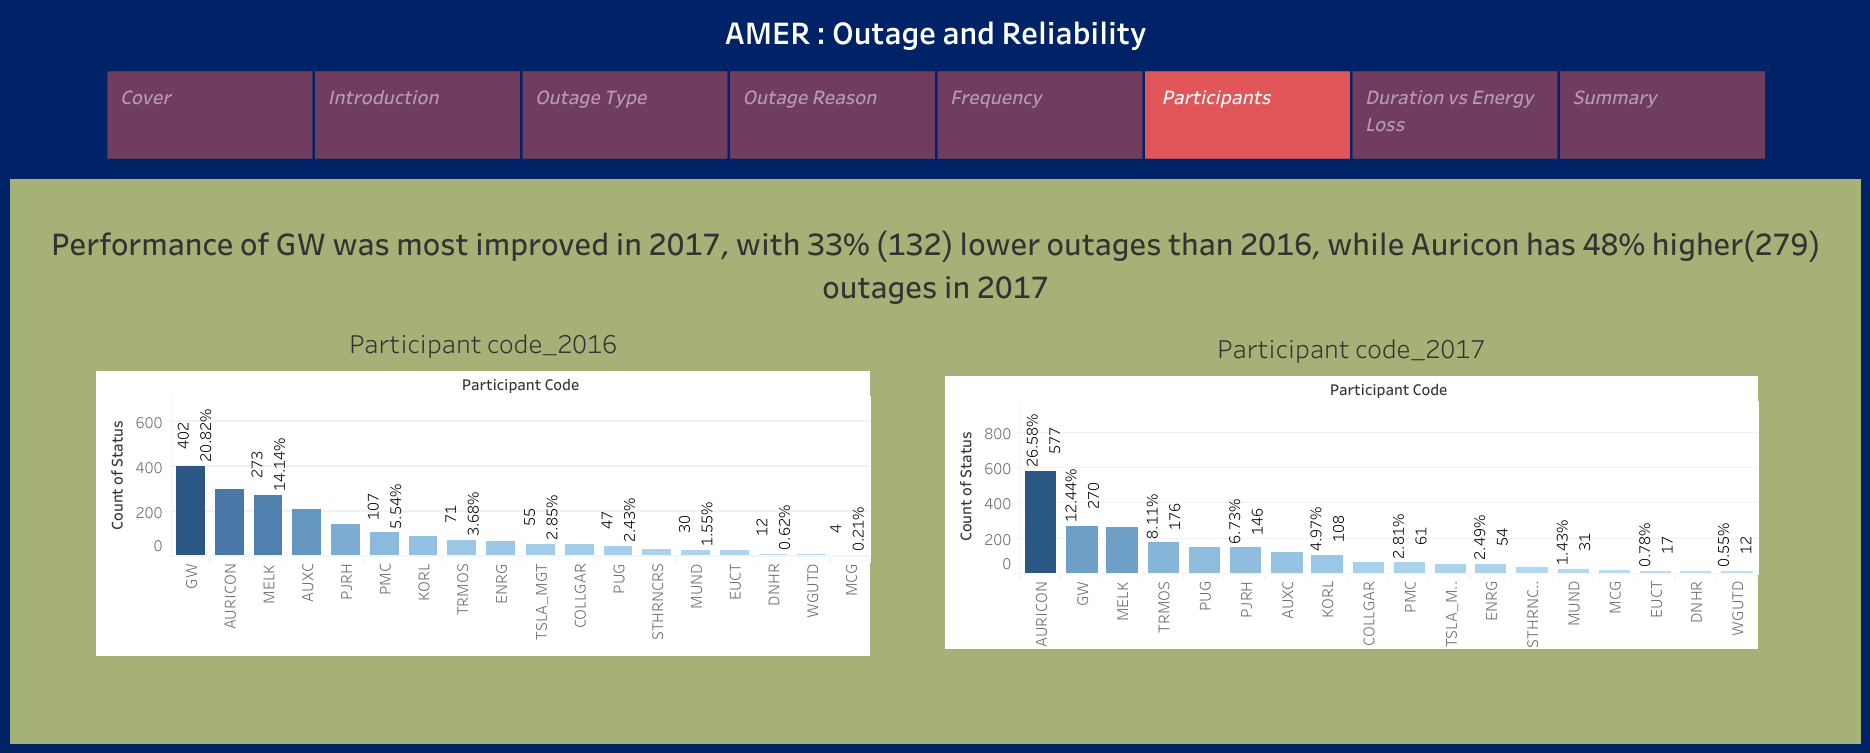 AMER : Outage and Reliability
Cover
Introduction
Outage Type
Outage Reason
Frequency
Participants
Duration vs Energy
Loss
Summary
Performance of GW was most improved in 2017, with 33% (132) lower outages than 2016, while Auricon has 48% higher(279)
outages in 2017
Participant code_2016
Participant Code
Count of Status
600
400
200
0
402
20.82%
273
14.14%
107
5.54%
71
3.68%
55
2.85%
47
2.43%
30
1.55%
12
0.62%
4
0.21%
GW
AURICON
MELK
AUXC
PJRH
PMC
KORL
TRMOS
ENRG
TSLA_MGT
COLLGAR
PUG
STHRNCRS
MUND
EUCT
DNHR
WGUTD
MCG
Participant code_2017
Participant Code
Count of Status
800
600
400
200
0
26.58%
577
12.44%
270
8.11%
176
6.73%
146
4.97%
108
2.81%
61
2.49%
54
1.43%
31
0.78%
17
0.55%
12
AURICON
GW
MELK
TRMOS
PUG
PJRH
AUXC
KORL
COLLGAR
PMC
TSLA_M..
ENRG
STHRNC..
MUND
MCG
EUCT
DNHR
WGUTD